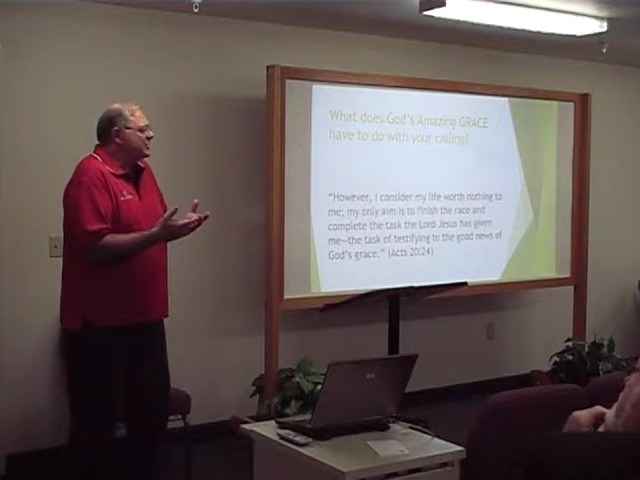 What does God's Amazing GRACE
have to do with your calling?
"However, I consider my life worth nothing to
me; my only aim is to finish the race and
complete the task the Lord Jesus has given
me—the task of testifying to the good news of
God's grace." (Acts 20:24)